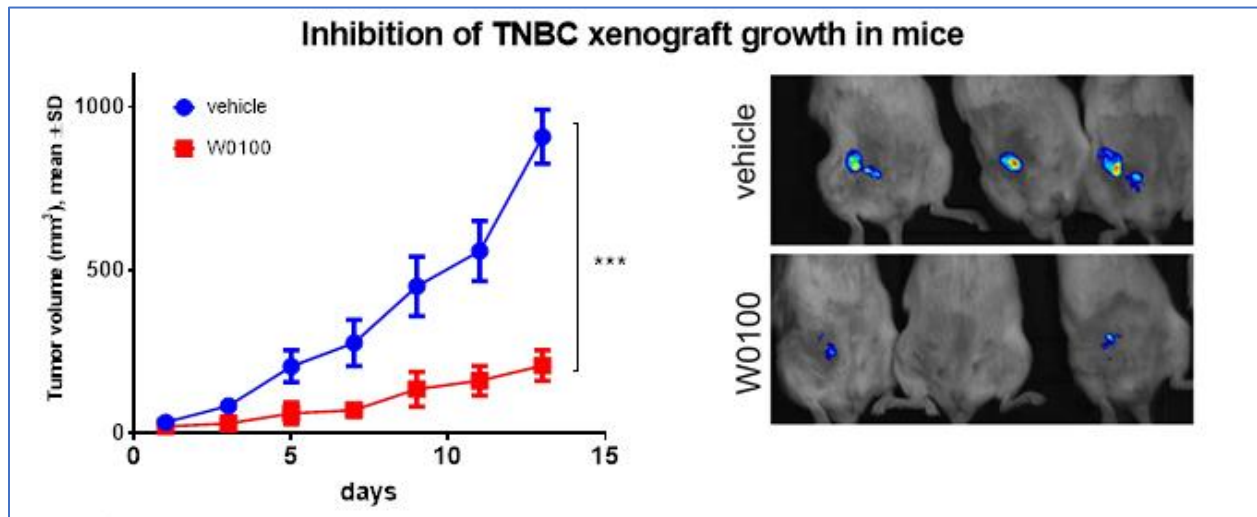 Inhibition of TNBC xenograft growth in mice
Tumor volume (mm³), mean ± SD
1000
500
0
vehicle
W0100
***
0
5
10
15
days
vehicle
W0100